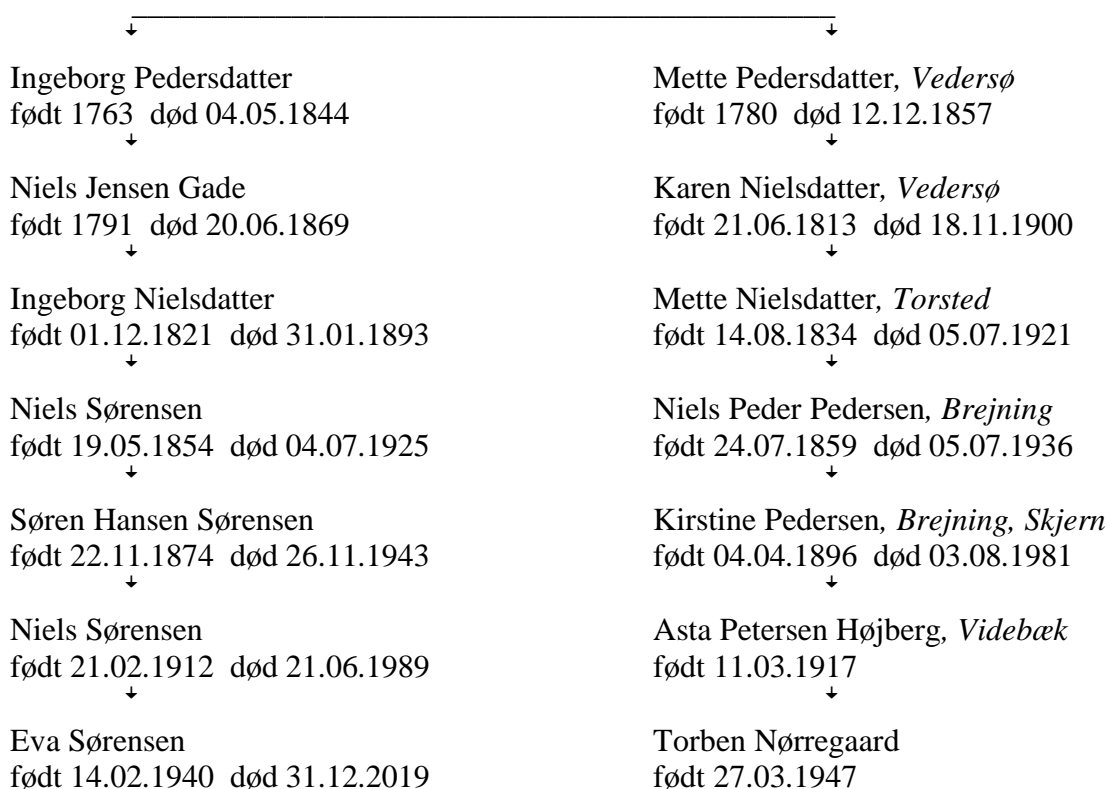 Ingeborg Pedersdatter
født 1763 død 04.05.1844
Niels Jensen Gade
født 1791 død 20.06.1869
Ingeborg Nielsdatter
født 01.12.1821 død 31.01.1893
Niels Sørensen
født 19.05.1854 død 04.07.1925
Søren Hansen Sørensen
født 22.11.1874 død 26.11.1943
Niels Sørensen
født 21.02.1912 død 21.06.1989
Eva Sørensen
født 14.02.1940 død 31.12.2019
Mette Pedersdatter, Vedersø
født 1780 død 12.12.1857
Karen Nielsdatter, Vedersø
født 21.06.1813 død 18.11.1900
Mette Nielsdatter, Torsted
født 14.08.1834 død 05.07.1921
Niels Peder Pedersen, Brejning
født 24.07.1859 død 05.07.1936
Kirstine Pedersen, Brejning, Skjern
født 04.04.1896 død 03.08.1981
Asta Petersen Højberg, Videbæk
født 11.03.1917
Torben Nørregaard
født 27.03.1947